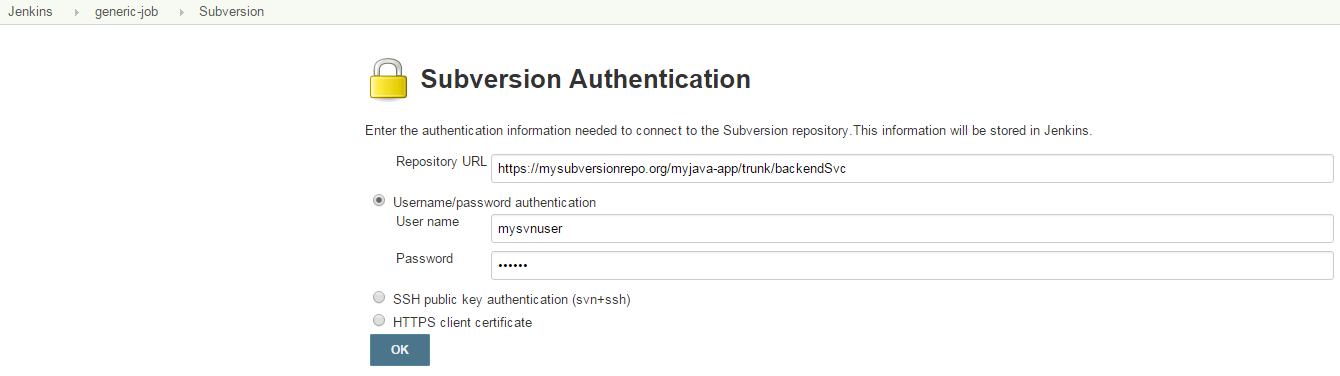 Jenkins generic-job Subversion
Subversion Authentication
Enter the authentication information needed to connect to the Subversion repository.This information will be stored in Jenkins.
Repository URL https://mysubversionrepo.org/myjava-app/trunk/backendSvc
Username/password authentication
User name mysvnuser
Password ••••••
SSH public key authentication (svn+ssh)
HTTPS client certificate
OK